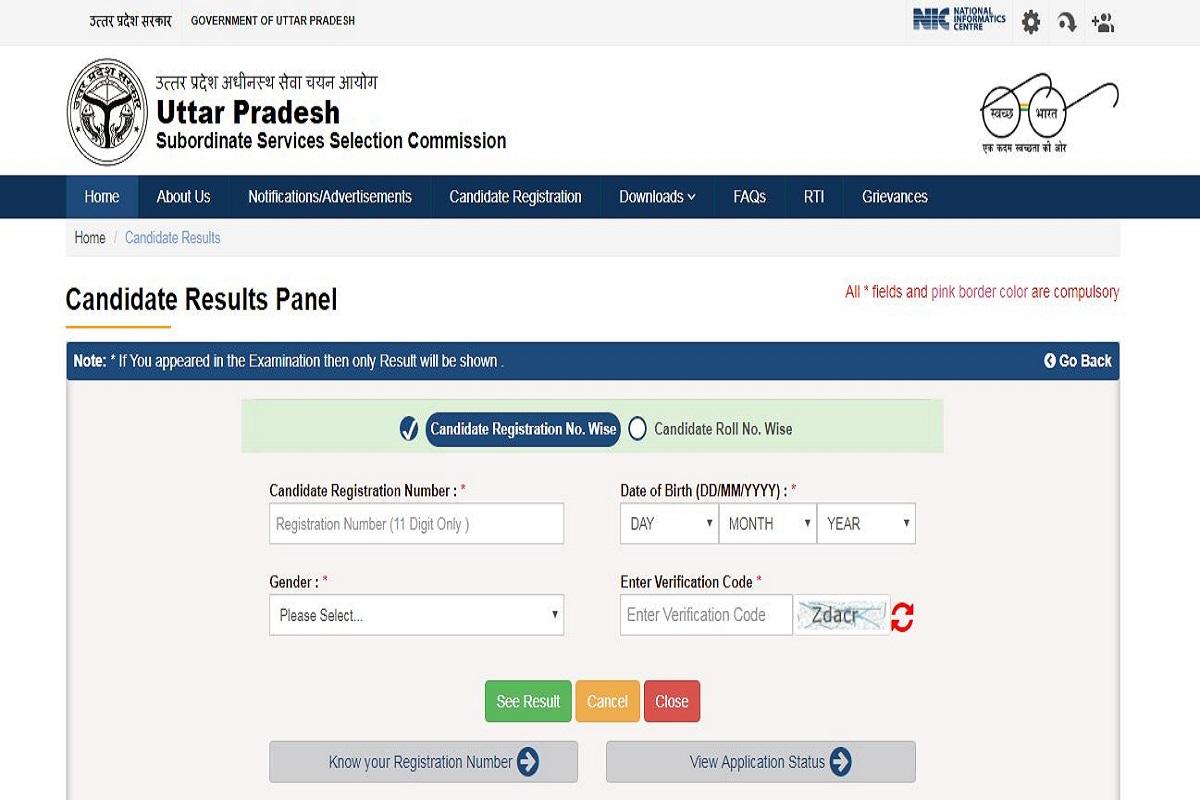 उत्तर प्रदेश सरकार GOVERNMENT OF UTTAR PRADESH
NIC NATIONAL INFORMATICS CENTRE
उत्तर प्रदेश अधीनस्थ सेवा चयन आयोग
Uttar Pradesh
Subordinate Services Selection Commission
स्वच्छ भारत
एक कदम स्वच्छता की ओर
Home About Us Notifications/Advertisements Candidate Registration Downloads FAQs RTI Grievances
Home / Candidate Results
Candidate Results Panel
All * fields and pink border color are compulsory
Note: * If You appeared in the Examination then only Result will be shown .
Go Back
Candidate Registration No. Wise Candidate Roll No. Wise
Candidate Registration Number : * Date of Birth (DD/MM/YYYY) : *
Registration Number (11 Digit Only ) DAY MONTH YEAR
Gender : * Enter Verification Code *
Please Select... Enter Verification Code Zdacr
See Result Cancel Close
Know your Registration Number View Application Status